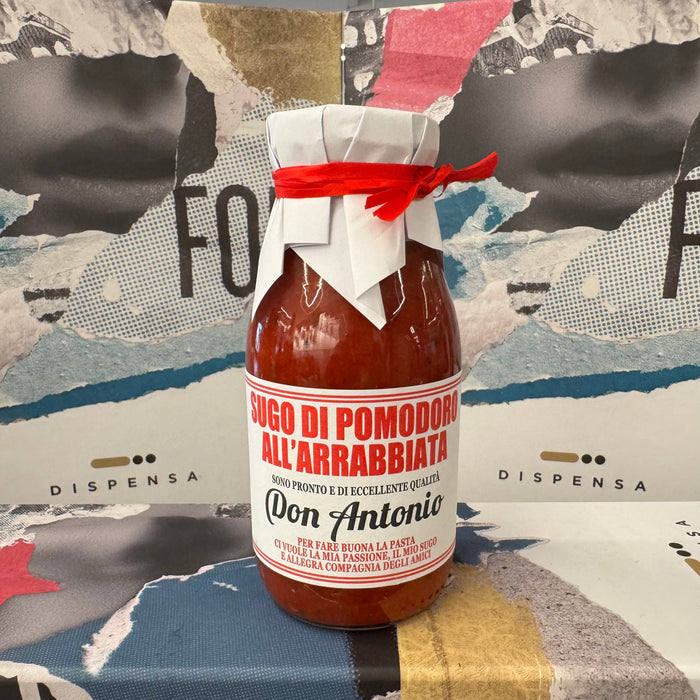 FO
SUGO DI POMODORO
ALL'ARRABBIATA
SONO PRONTO E DI ECCELLENTE QUALITÀ
Don Antonio
PER FARE BUONA LA PASTA
CI VUOLE LA MIA PASSIONE, IL MIO SUGO
E ALLEGRA COMPAGNIA DEGLI AMICI
DISPENSA
DISPENSA